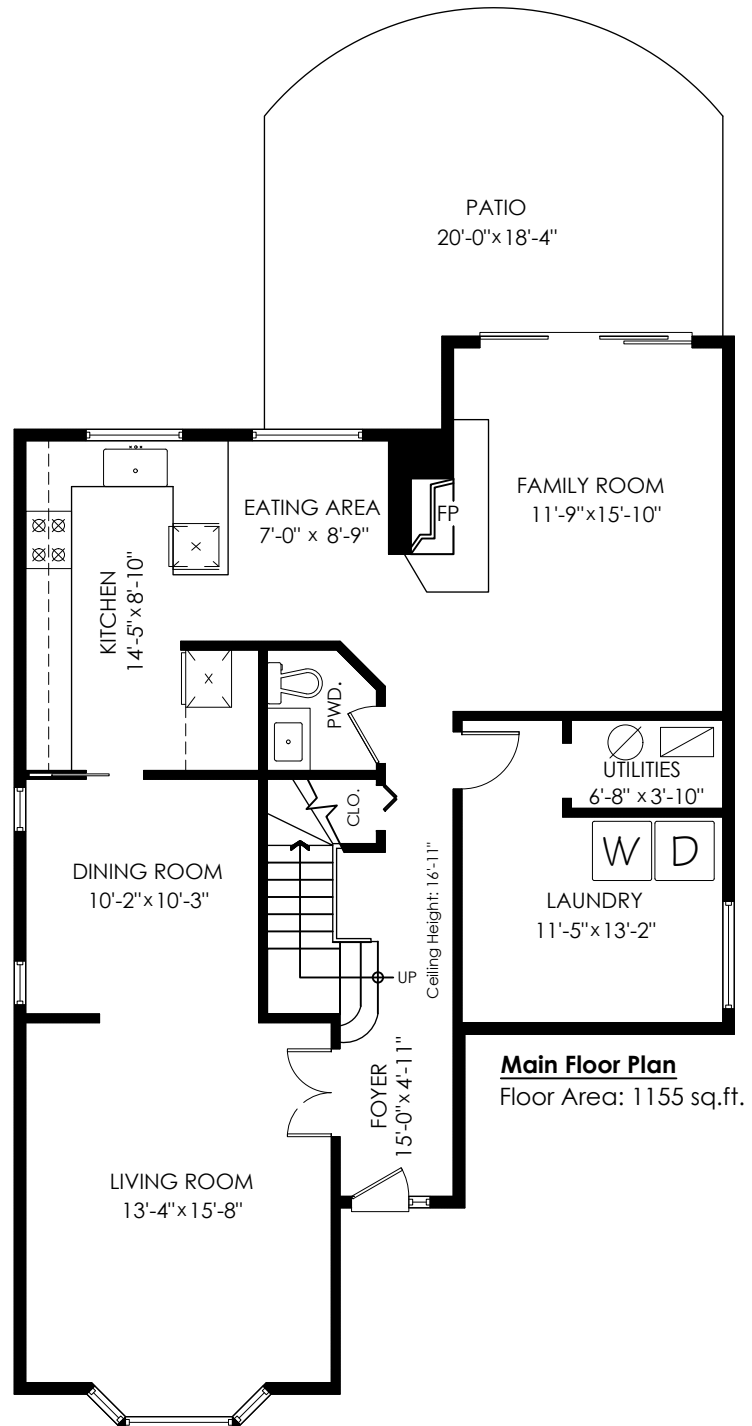 PATIO
20'-0"x18'-4"
FAMILY ROOM
11'-9"x15'-10"
EATING AREA
7'-0" x 8'-9"
FP
KITCHEN
14'-5"x8'-10"
PWD.
UTILITIES
6'-8" x 3'-10"
CLO.
W D
DINING ROOM
10'-2"x10'-3"
Ceiling Height: 16'-11"
LAUNDRY
11'-5"x13'-2"
UP
FOYER
15'-0"x4'-11"
Main Floor Plan
Floor Area: 1155 sq.ft.
LIVING ROOM
13'-4"x15'-8"